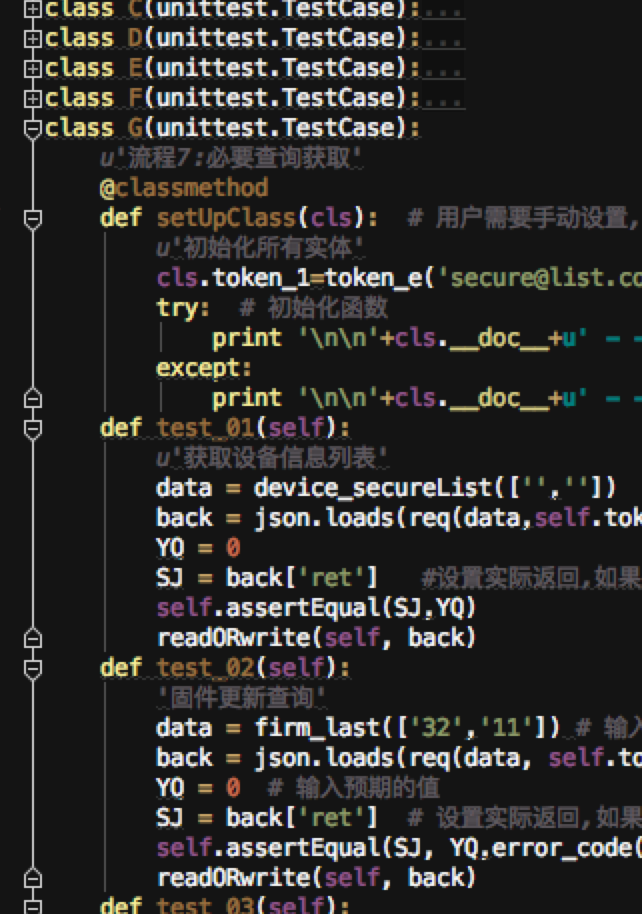 class C(unittest.TestCase):...
class D(unittest.TestCase):...
class E(unittest.TestCase):...
class F(unittest.TestCase):...
class G(unittest.TestCase):
u'流程7:必要查询获取'
@classmethod
def setUpClass(cls):  # 用户需要手动设置,
u'初始化所有实体'
cls.token_1=token_e('secure@list.co
try:  # 初始化函数
print '\n\n'+cls.__doc__+u' - -
except:
print '\n\n'+cls.__doc__+u' - -
def test_01(self):
u'获取设备信息列表'
data = device_secureList(['',''])
back = json.loads(req(data,self.tok
YQ = 0
SJ = back['ret']   #设置实际返回,如果
self.assertEqual(SJ,YQ)
readORwrite(self, back)
def test_02(self):
'固件更新查询'
data = firm_last(['32','11']) # 输入
back = json.loads(req(data, self.to
YQ = 0  # 输入预期的值
SJ = back['ret']  # 设置实际返回,如果
self.assertEqual(SJ, YQ,error_code(
readORwrite(self, back)
def test_03(self):